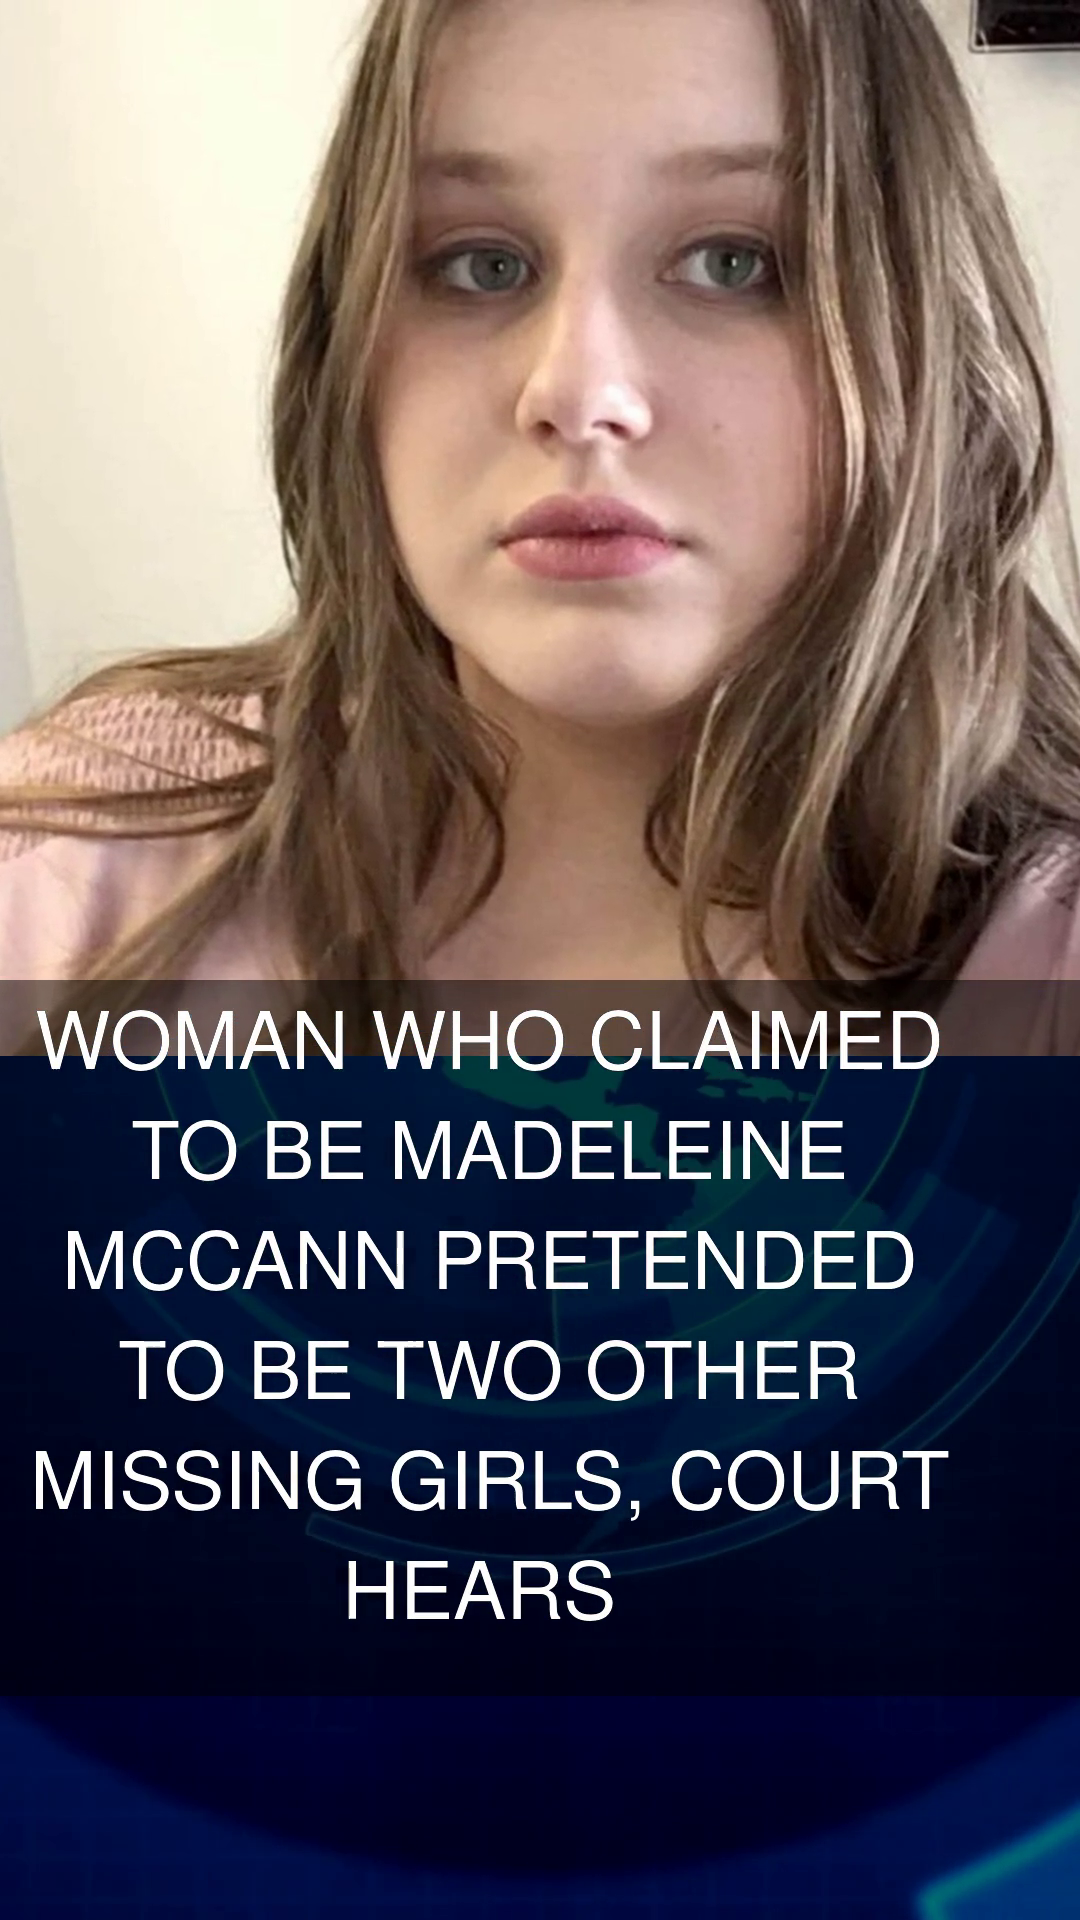 WOMAN WHO CLAIMED
TO BE MADELEINE
MCCANN PRETENDED
TO BE TWO OTHER
MISSING GIRLS, COURT
HEARS